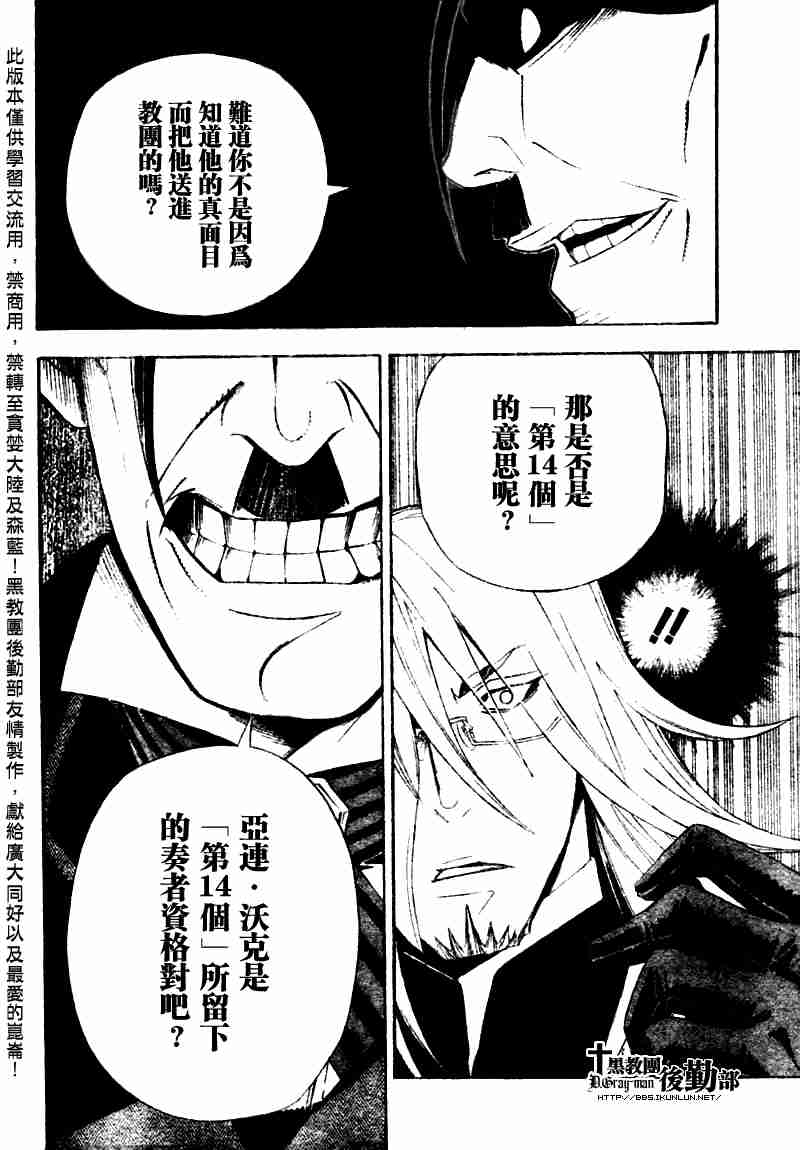 難道你不是因爲
知道他的真面目
而把他送進
教團的嗎？
那是否是
「第14個」
的意思呢？
!!
亞連・沃克是
「第14個」所留下
的奏者資格對吧？
此版本僅供學習交流用，禁商用，禁轉至貪婪大陸及森藍！黑教團後勤部友情製作，獻給廣大同好以及最愛的崑崙！
黑教團
D.Gray-man
後勤部
HTTP://BBS.IKUNLUN.NET/